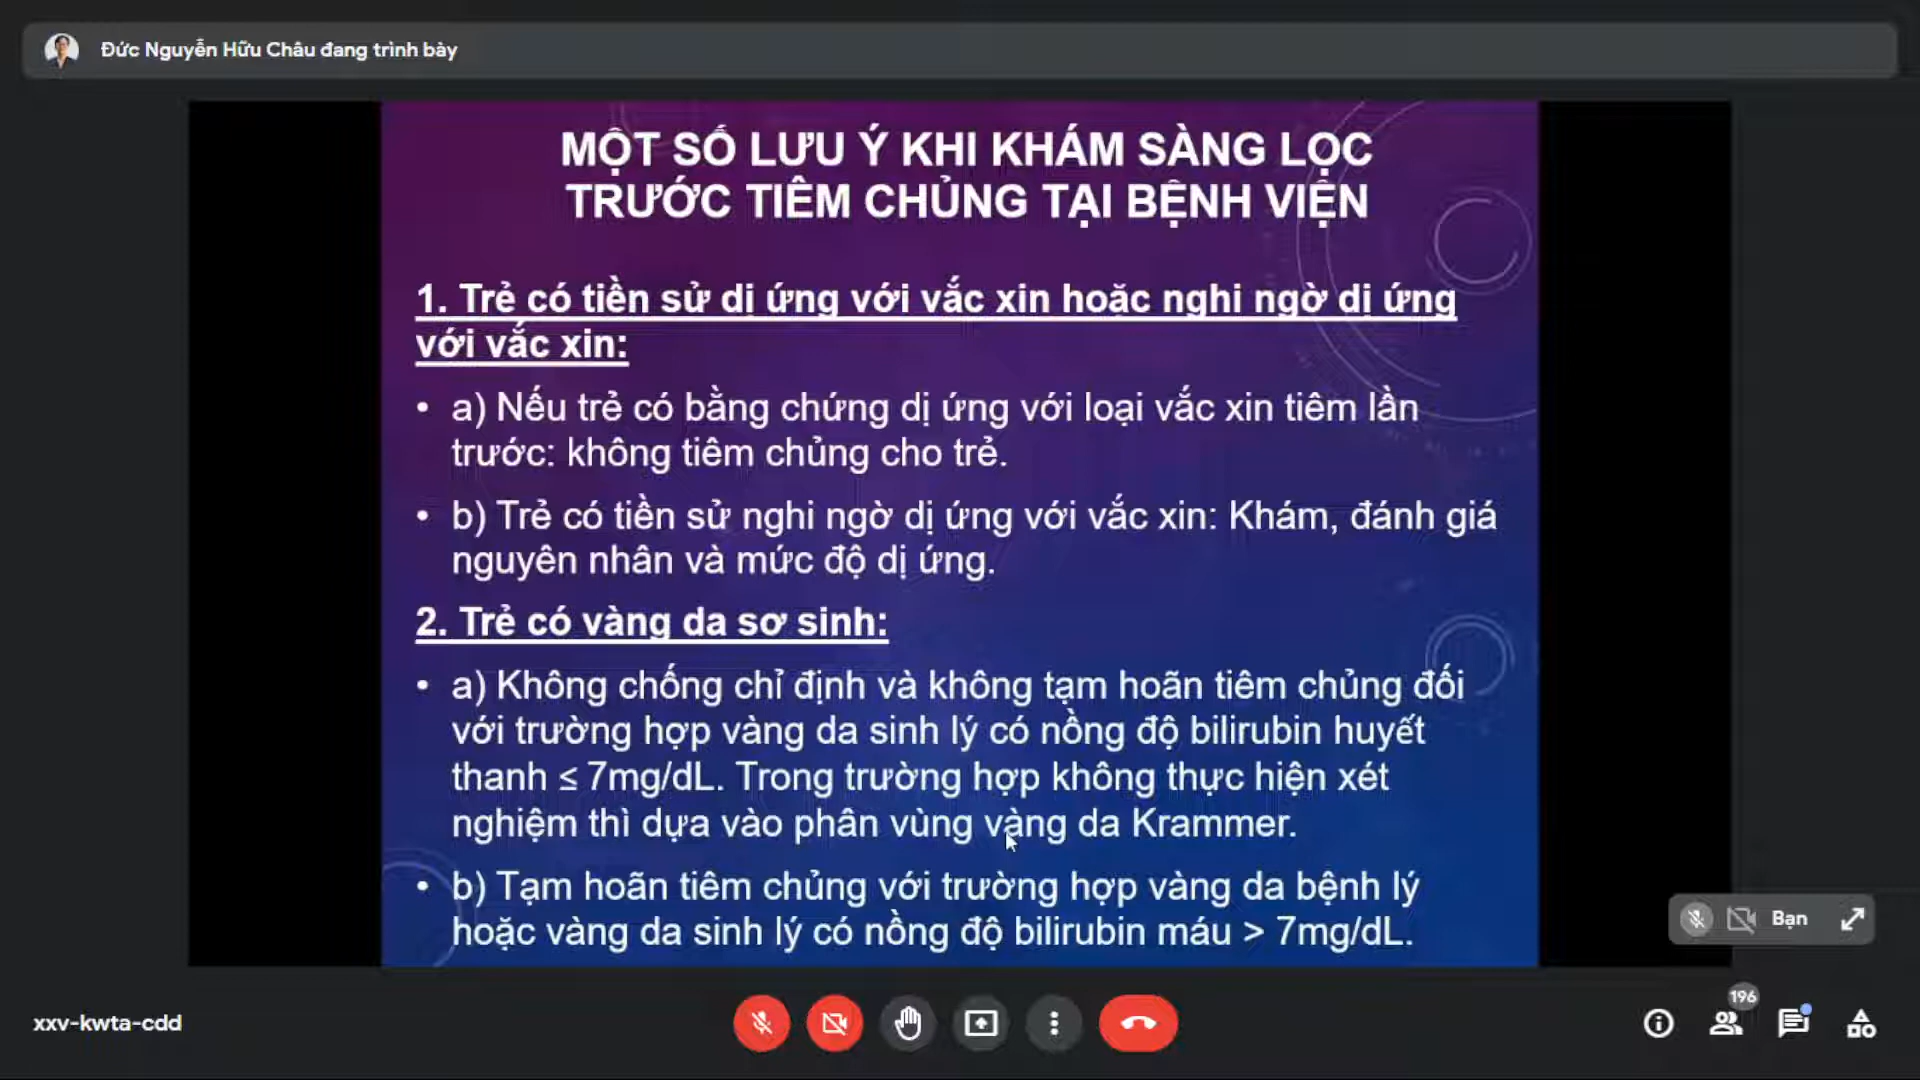 Đức Nguyễn Hữu Châu đang trình bày
MỘT SỐ LƯU Ý KHI KHÁM SÀNG LỌC
TRƯỚC TIÊM CHỦNG TẠI BỆNH VIỆN
1. Trẻ có tiền sử dị ứng với vắc xin hoặc nghi ngờ dị ứng
với vắc xin:
• a) Nếu trẻ có bằng chứng dị ứng với loại vắc xin tiêm lần
trước: không tiêm chủng cho trẻ.
• b) Trẻ có tiền sử nghi ngờ dị ứng với vắc xin: Khám, đánh giá
nguyên nhân và mức độ dị ứng.
2. Trẻ có vàng da sơ sinh:
• a) Không chống chỉ định và không tạm hoãn tiêm chủng đối
với trường hợp vàng da sinh lý có nồng độ bilirubin huyết
thanh ≤ 7mg/dL. Trong trường hợp không thực hiện xét
nghiệm thì dựa vào phân vùng vàng da Krammer.
• b) Tạm hoãn tiêm chủng với trường hợp vàng da bệnh lý
hoặc vàng da sinh lý có nồng độ bilirubin máu > 7mg/dL.
Bạn
xxv-kwta-cdd
196